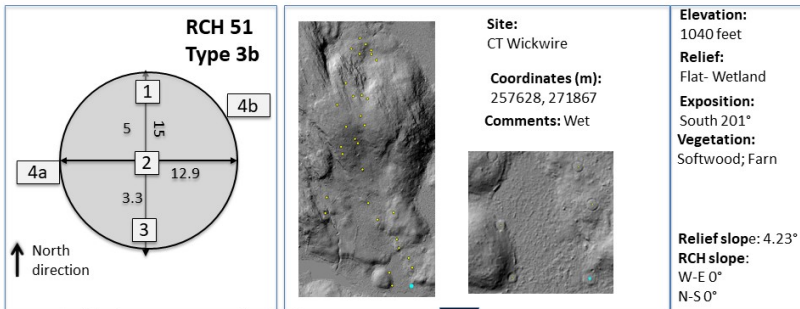 RCH 51
Type 3b
1
4b
5
15
4a
2
12.9
3.3
3
North
direction
Site:
CT Wickwire
Coordinates (m):
257628, 271867
Comments: Wet
Elevation:
1040 feet
Relief:
Flat- Wetland
Exposition:
South 201°
Vegetation:
Softwood; Farn
Relief slope: 4.23°
RCH slope:
W-E 0°
N-S 0°